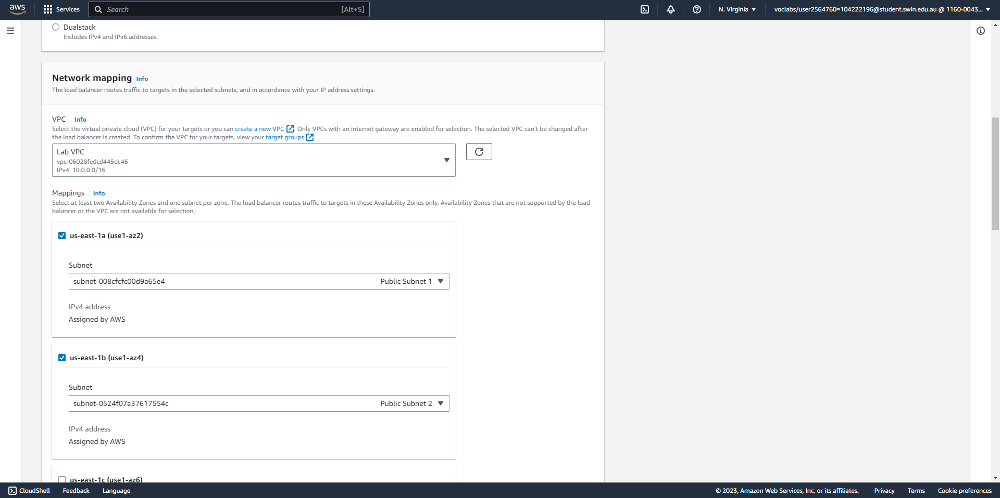 aws
Services
Search
[Alt+S]
N. Virginia
voclabs/user2564760=104222196@student.swin.edu.au @ 1160-0043...
Dualstack
Includes IPv4 and IPv6 addresses.
Network mapping Info
The load balancer routes traffic to targets in the selected subnets, and in accordance with your IP address settings.
VPC Info
Select the virtual private cloud (VPC) for your targets or you can create a new VPC. Only VPCs with an internet gateway are enabled for selection. The selected VPC can't be changed after
the load balancer is created. To confirm the VPC for your targets, view your target groups.
Lab VPC
vpc-06028fedcd445dc46
IPv4: 10.0.0.0/16
Mappings Info
Select at least two Availability Zones and one subnet per zone. The load balancer routes traffic to targets in these Availability Zones only. Availability Zones that are not supported by the load
balancer or the VPC are not available for selection.
us-east-1a (use1-az2)
Subnet
subnet-008cfcfc00d9a65e4 Public Subnet 1
IPv4 address
Assigned by AWS
us-east-1b (use1-az4)
Subnet
subnet-0524f07a37617554c Public Subnet 2
IPv4 address
Assigned by AWS
us-east-1c (use1-az6)
CloudShell Feedback Language
© 2023, Amazon Web Services, Inc. or its affiliates. Privacy Terms Cookie preferences